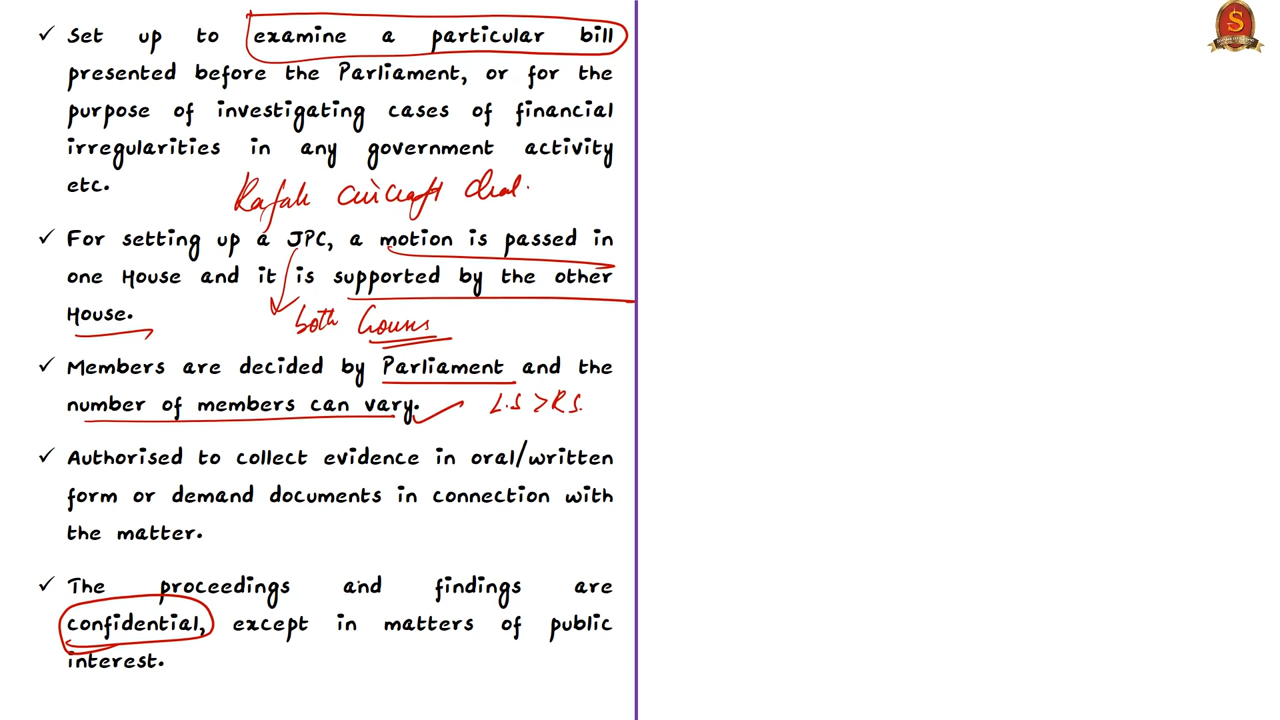 ✓ Set up to examine a particular bill
presented before the Parliament, or for the
purpose of investigating cases of financial
irregularities in any government activity
etc.
Rafale aircraft deal.
✓ For setting up a JPC, a motion is passed in
one House and it is supported by the other
House.
both houses
✓ Members are decided by Parliament and the
number of members can vary. L.S > R.S.
✓ Authorised to collect evidence in oral/written
form or demand documents in connection with
the matter.
✓ The proceedings and findings are
confidential, except in matters of public
interest.
S